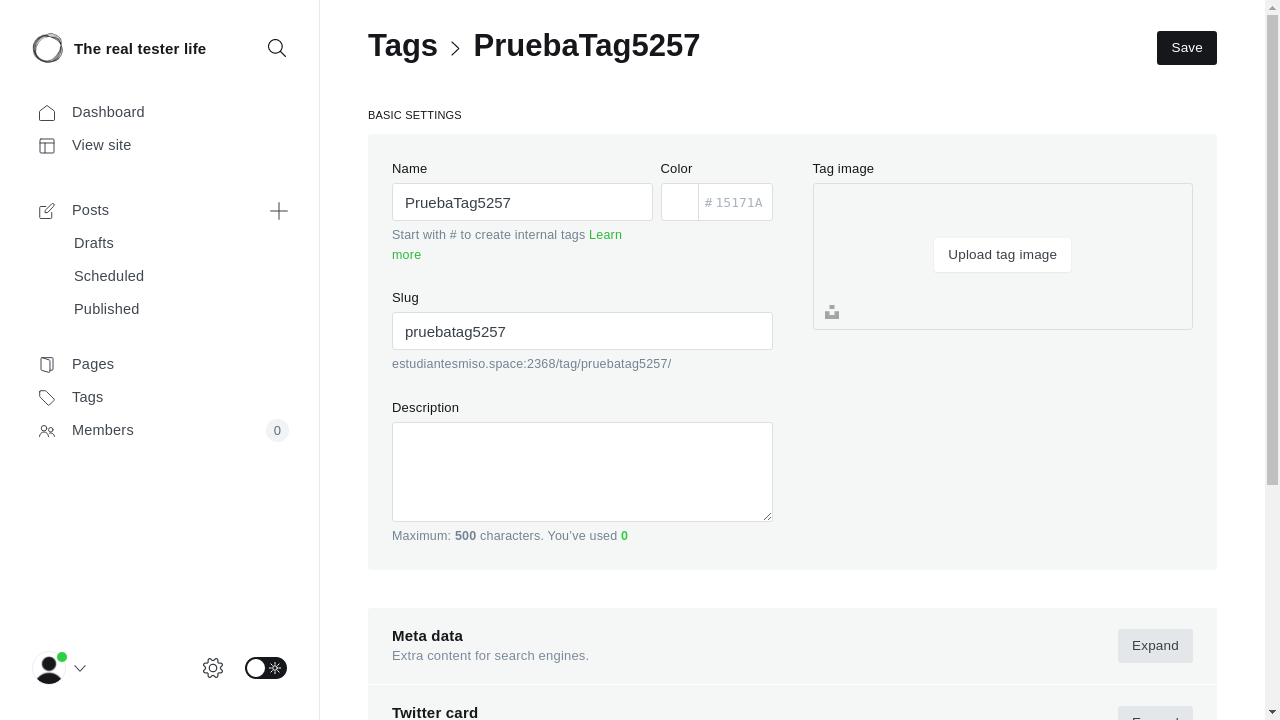 The real tester life
Dashboard
View site
Posts
Drafts
Scheduled
Published
Pages
Tags
Members
0
Tags
PruebaTag5257
Save
BASIC SETTINGS
Name
PruebaTag5257
Start with # to create internal tags Learn
more
Color
# 15171A
Slug
pruebatag5257
estudiantesmiso.space:2368/tag/pruebatag5257/
Description
Maximum: 500 characters. You’ve used 0
Tag image
Upload tag image
Meta data
Extra content for search engines.
Expand
Twitter card
Expand